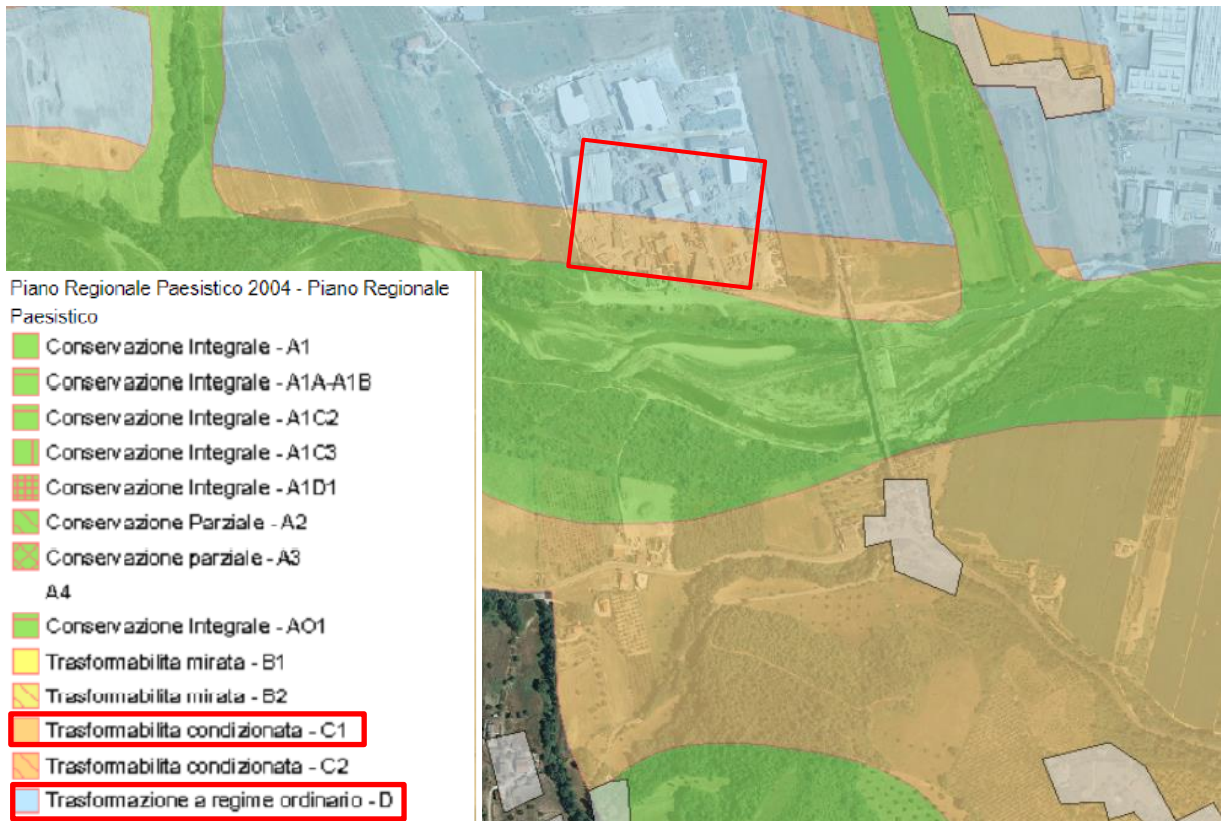 Piano Regionale Paesistico 2004 - Piano Regionale
Paesistico
Conservazione Integrale - A1
Conservazione Integrale - A1A-A1B
Conservazione Integrale - A1C2
Conservazione Integrale - A1C3
Conservazione Integrale - A1D1
Conservazione Parziale - A2
Conservazione parziale - A3
A4
Conservazione Integrale - AO1
Trasformabilita mirata - B1
Trasformabilita mirata - B2
Trasformabilita condizionata - C1
Trasformabilita condizionata - C2
Trasformazione a regime ordinario - D